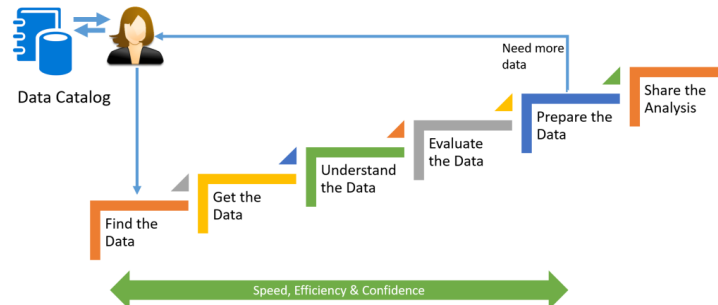 Data Catalog
Need more
data
Share the
Analysis
Prepare the
Data
Evaluate
the Data
Understand
the Data
Get the
Data
Find the
Data
Speed, Efficiency & Confidence